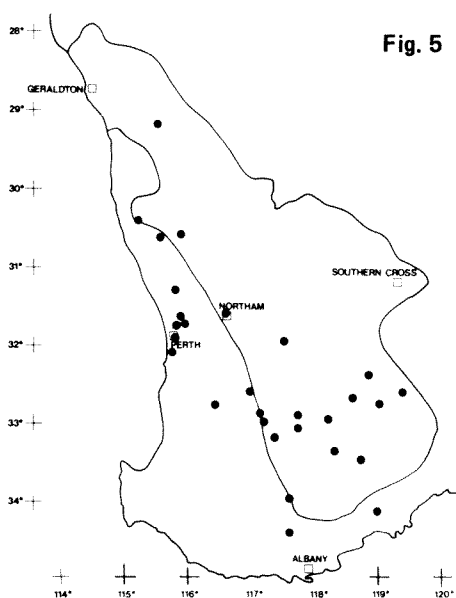 Fig. 5
28°
GERALDTON
29°
30°
31°
SOUTHERN CROSS
NORTHAM
32°
PERTH
33°
34°
ALBANY
114° 115° 116° 117° 118° 119° 120°